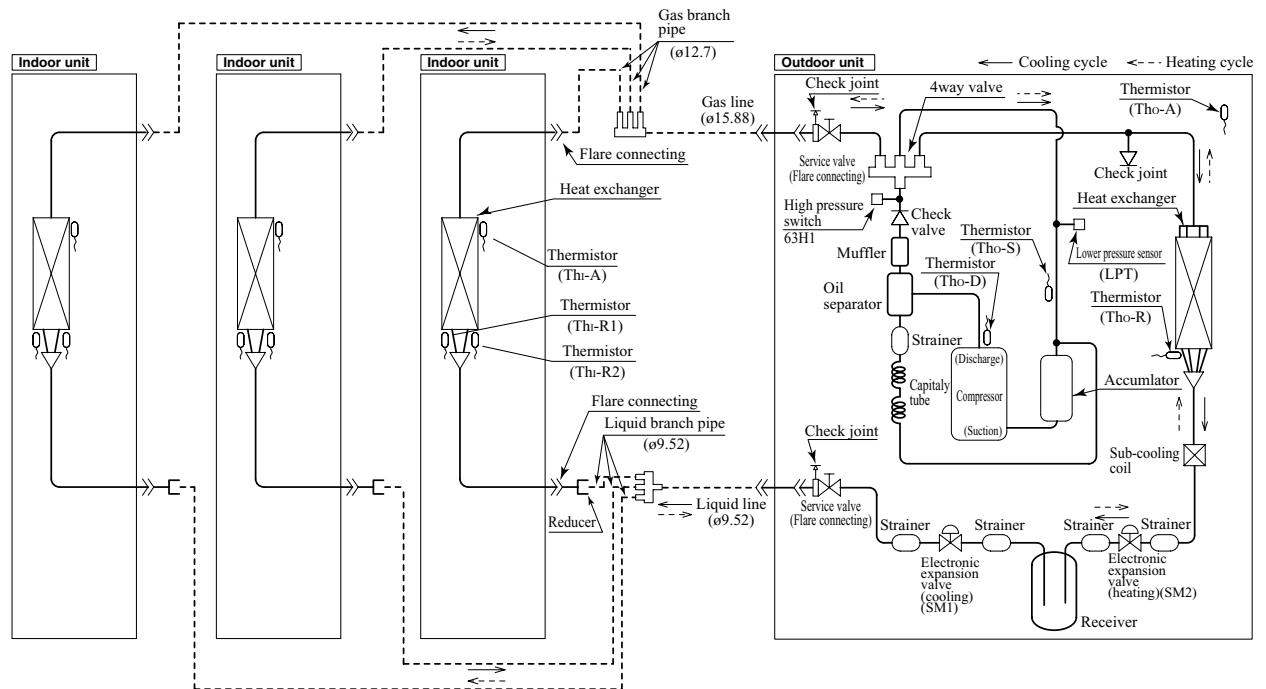 Indoor unit
Indoor unit
Indoor unit
Gas branch
pipe
(ø12.7)
Gas line
(ø15.88)
Flare connecting
Heat exchanger
Thermistor
(ThI-A)
Thermistor
(ThI-R1)
Thermistor
(ThI-R2)
Flare connecting
Liquid branch pipe
(ø9.52)
Reducer
Liquid line
(ø9.52)
Outdoor unit
Cooling cycle
Heating cycle
Check joint
4way valve
Thermistor
(ThO-A)
Service valve
(Flare connecting)
Check joint
High pressure
switch
63H1
Check
valve
Heat exchanger
Muffler
Thermistor
(ThO-S)
Lower pressure sensor
(LPT)
Thermistor
(ThO-D)
Oil
separator
Thermistor
(ThO-R)
Strainer
(Discharge)
Capitaly
tube
Compressor
Accumlator
(Suction)
Check joint
Sub-cooling
coil
Service valve
(Flare connecting)
Strainer
Strainer
Strainer
Strainer
Electronic
expansion
valve
(cooling)
(SM1)
Electronic
expansion
valve
(heating)(SM2)
Receiver